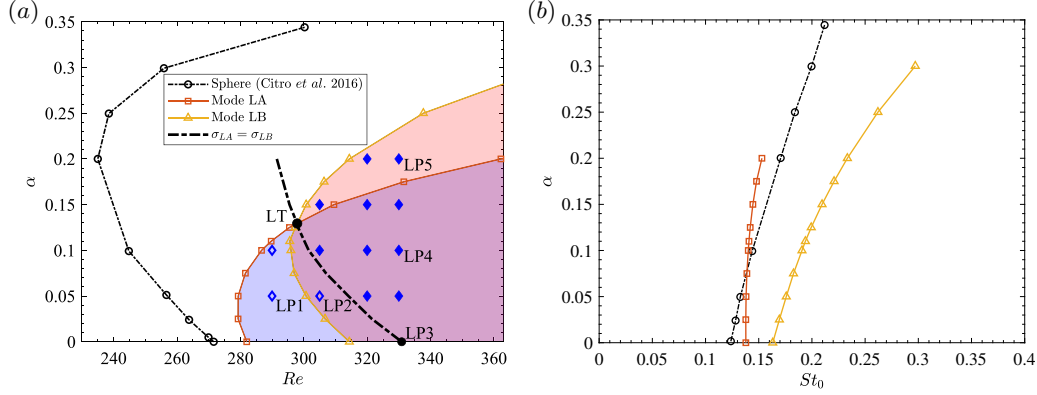 (a)
0.35
0.30
0.25
0.2
0.15
0.1
0.05
0
α
Sphere (Citro et al. 2016)
Mode LA
Mode LB
σLA = σLB
LP5
LT
LP4
LP1
LP2
LP3
240
260
280
300
320
340
360
Re
(b)
0.35
0.3
0.25
0.2
0.15
0.1
0.05
0
α
0
0.05
0.1
0.15
0.2
0.25
0.3
0.35
0.4
St0